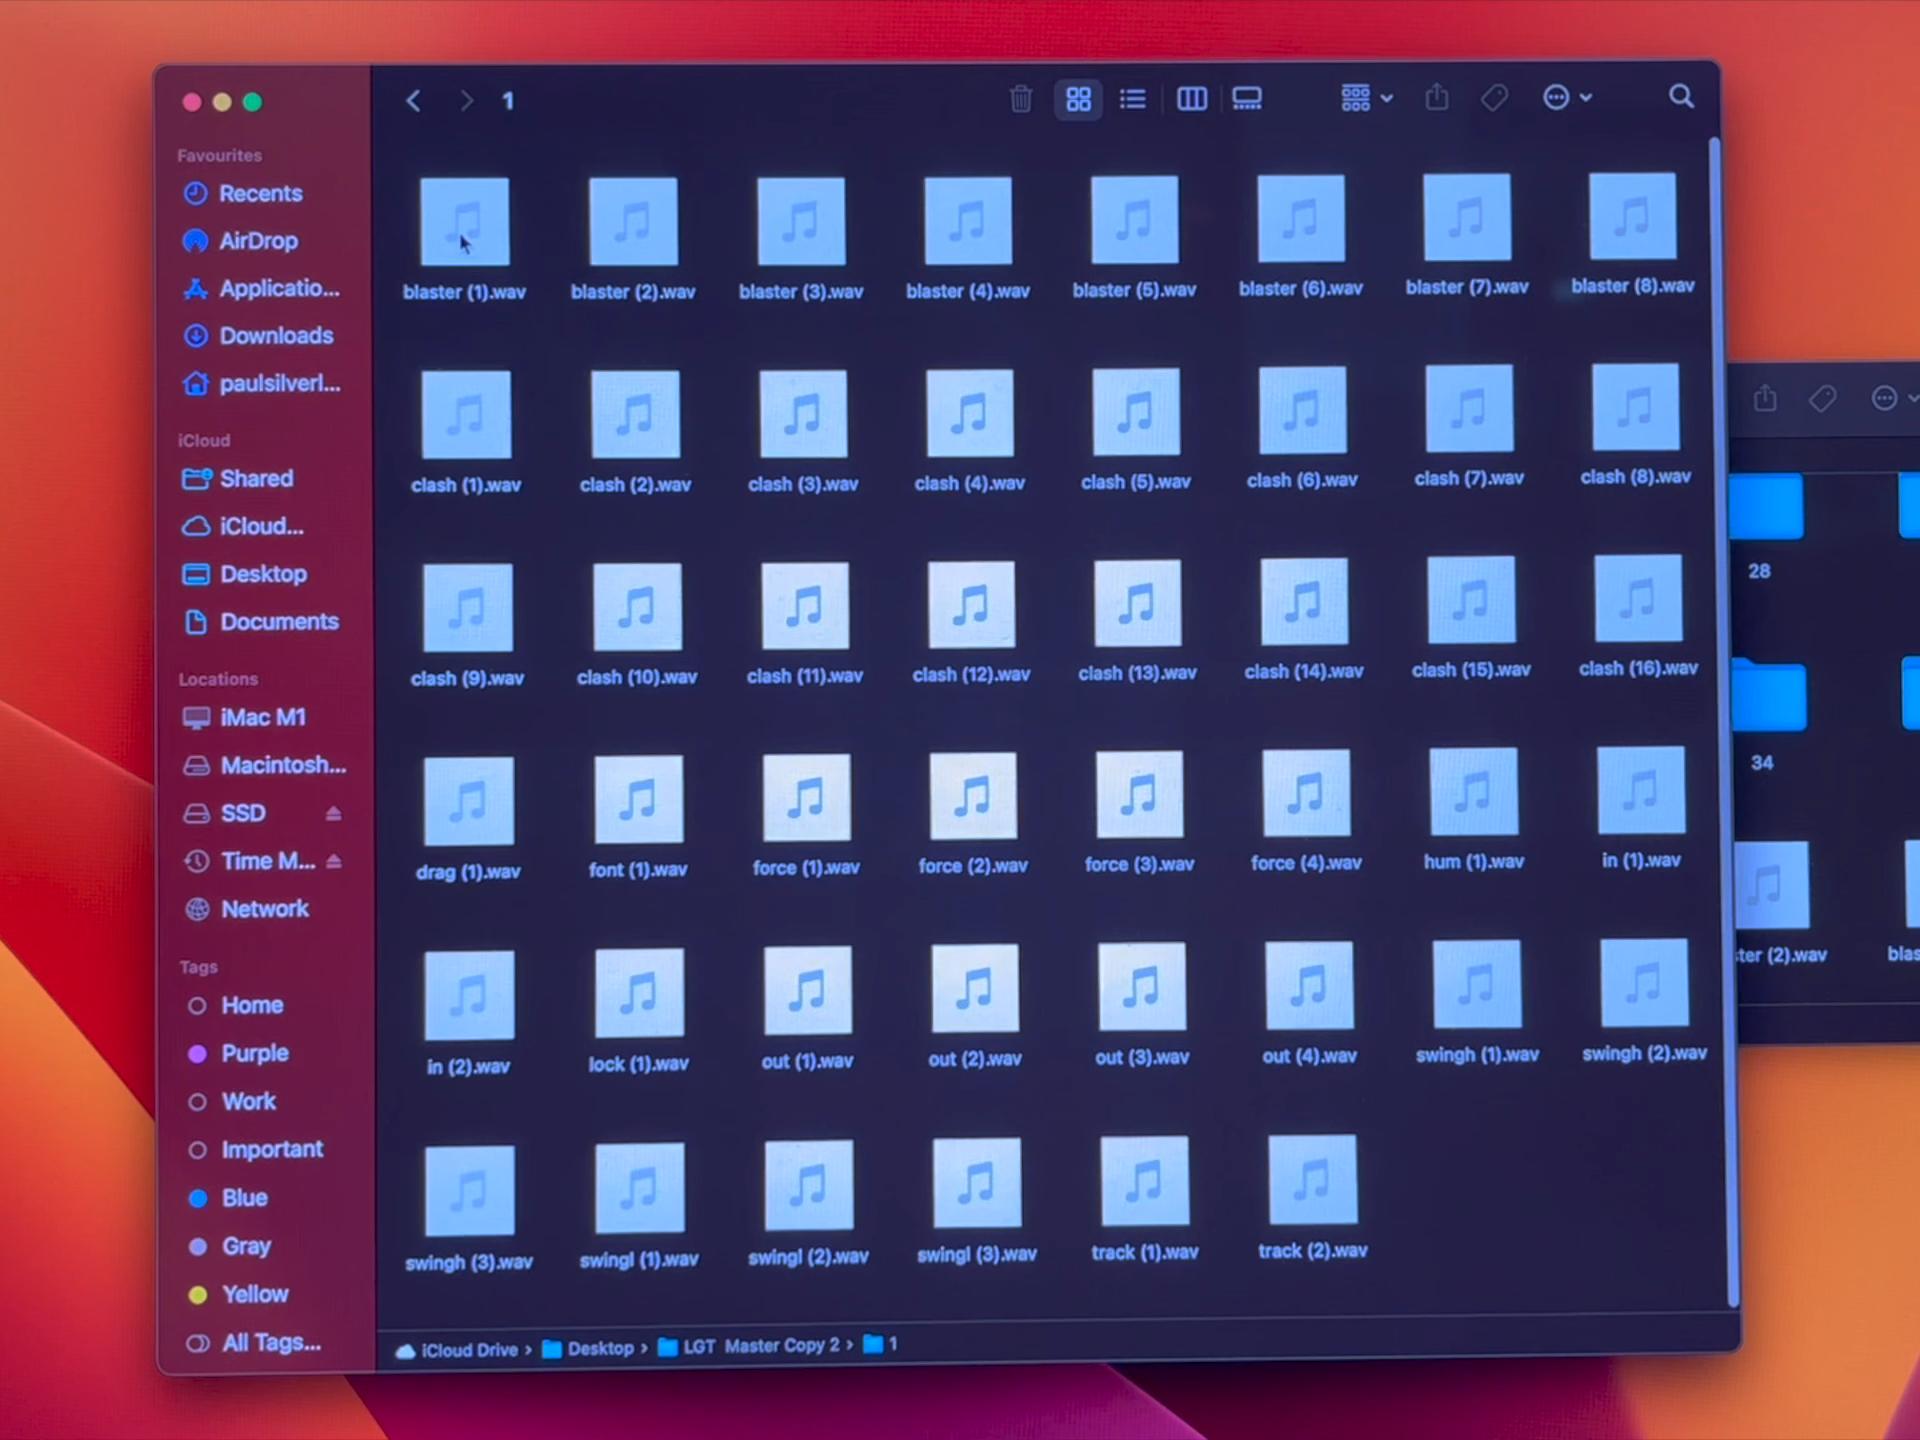 1
Favourites
Recents
AirDrop
Applicatio...
Downloads
paulsilverl...
iCloud
Shared
iCloud...
Desktop
Documents
Locations
iMac M1
Macintosh...
SSD
Time M...
Network
Tags
Home
Purple
Work
Important
Blue
Gray
Yellow
All Tags...
blaster (1).wav blaster (2).wav blaster (3).wav blaster (4).wav blaster (5).wav blaster (6).wav blaster (7).wav blaster (8).wav
clash (1).wav clash (2).wav clash (3).wav clash (4).wav clash (5).wav clash (6).wav clash (7).wav clash (8).wav
clash (9).wav clash (10).wav clash (11).wav clash (12).wav clash (13).wav clash (14).wav clash (15).wav clash (16).wav
drag (1).wav font (1).wav force (1).wav force (2).wav force (3).wav force (4).wav hum (1).wav in (1).wav
in (2).wav lock (1).wav out (1).wav out (2).wav out (3).wav out (4).wav swingh (1).wav swingh (2).wav
swingh (3).wav swingl (1).wav swingl (2).wav swingl (3).wav track (1).wav track (2).wav
iCloud Drive › Desktop › LGT Master Copy 2 › 1
28
34
ter (2).wav blas